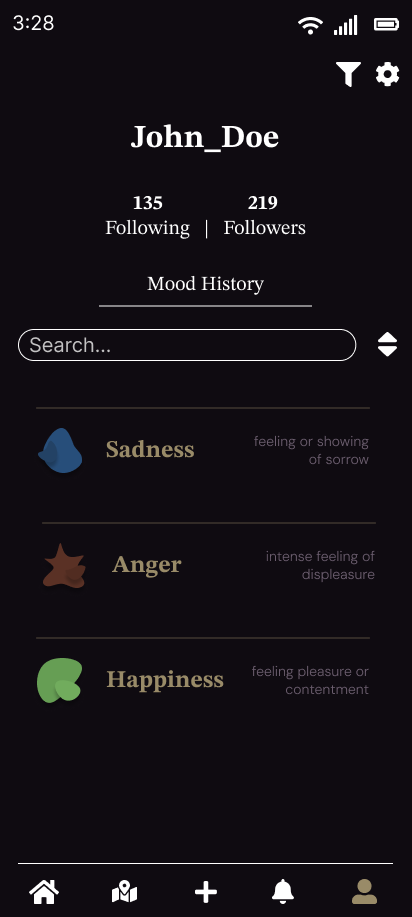 3:28
John_Doe
135 219
Following | Followers
Mood History
Search...
Sadness
feeling or showing
of sorrow
Anger
intense feeling of
displeasure
Happiness
feeling pleasure or
contentment